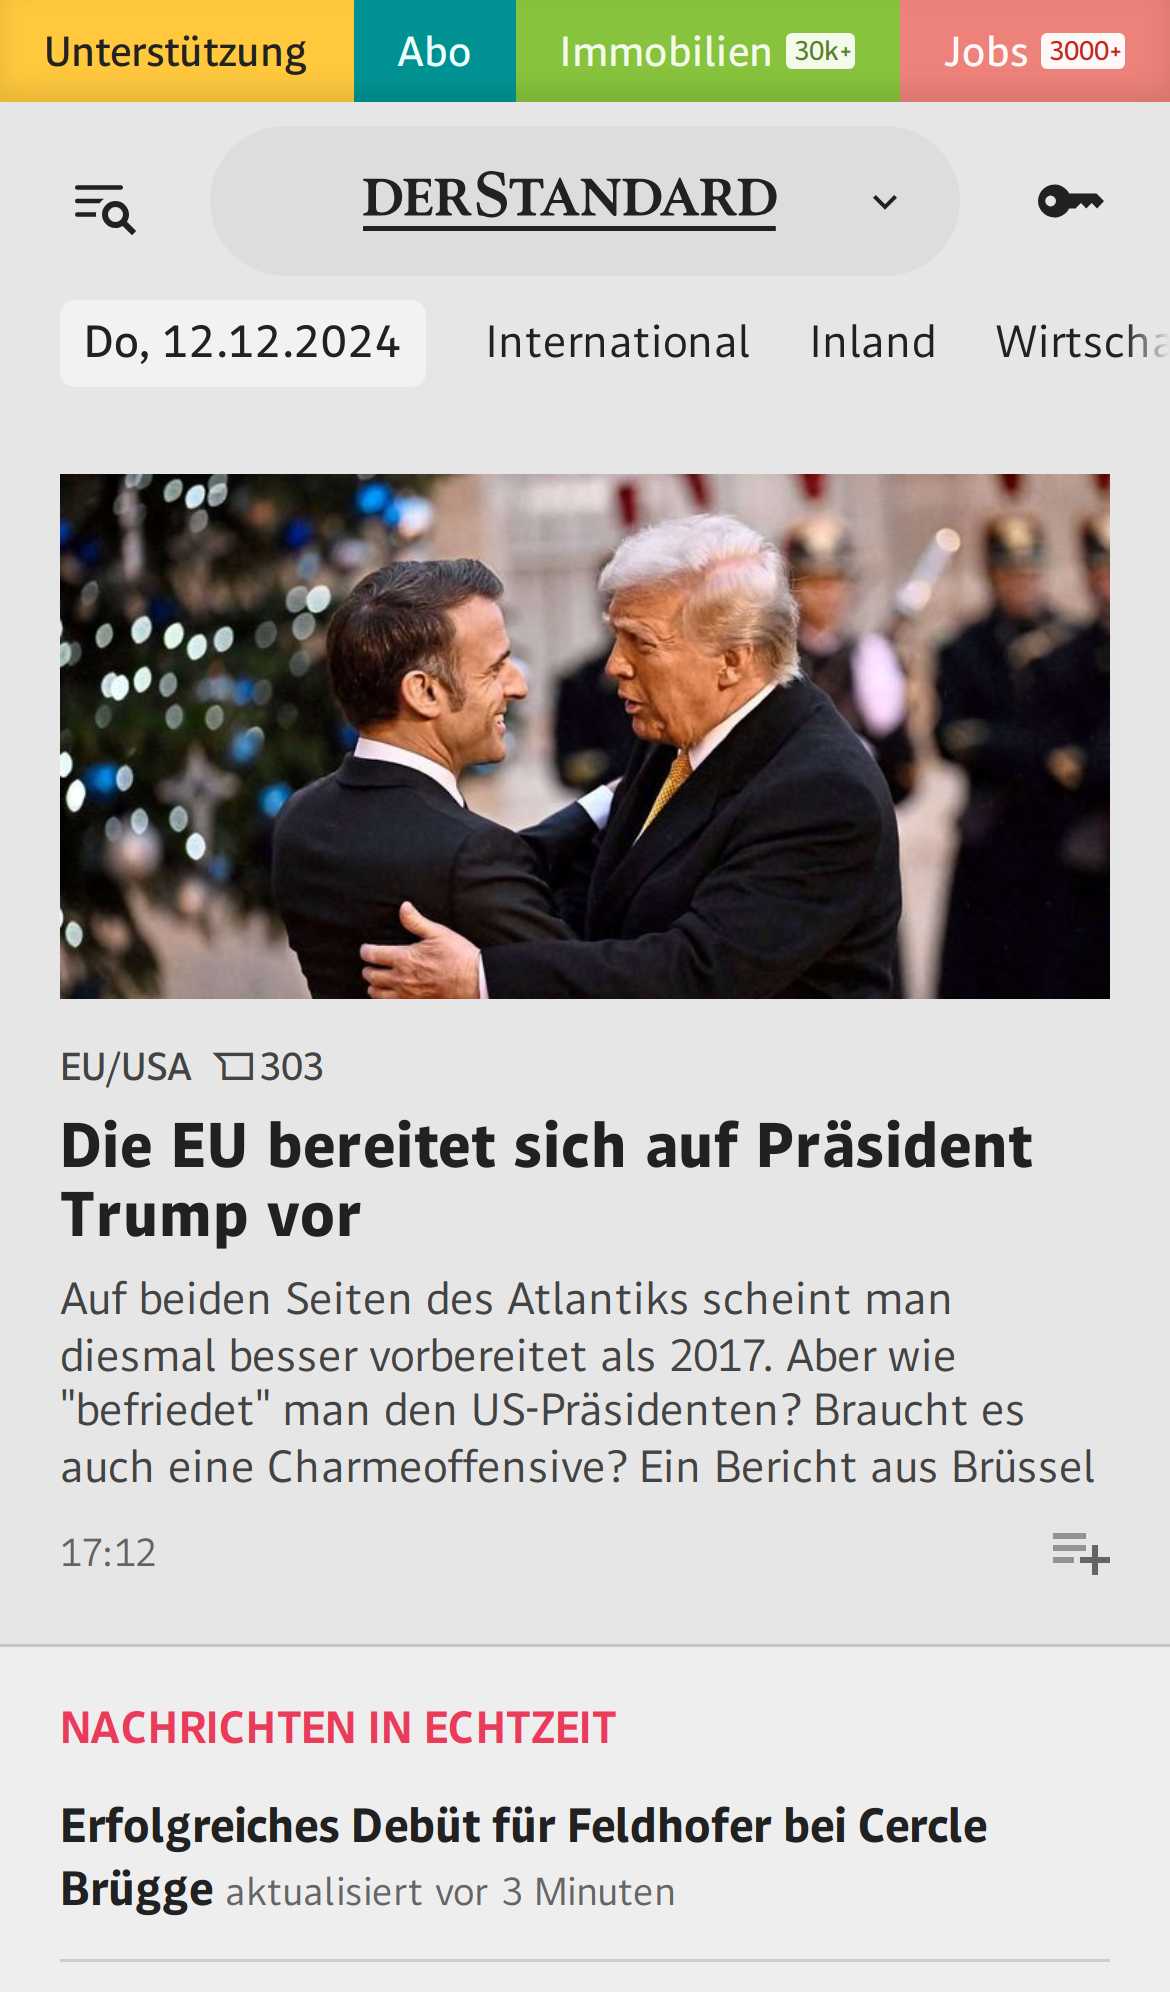 Unterstützung Abo Immobilien 30k+ Jobs 3000+
DERSTANDARD
Do, 12.12.2024 International Inland Wirtscha
EU/USA 303
Die EU bereitet sich auf Präsident
Trump vor
Auf beiden Seiten des Atlantiks scheint man
diesmal besser vorbereitet als 2017. Aber wie
"befriedet" man den US-Präsidenten? Braucht es
auch eine Charmeoffensive? Ein Bericht aus Brüssel
17:12
NACHRICHTEN IN ECHTZEIT
Erfolgreiches Debüt für Feldhofer bei Cercle
Brügge aktualisiert vor 3 Minuten